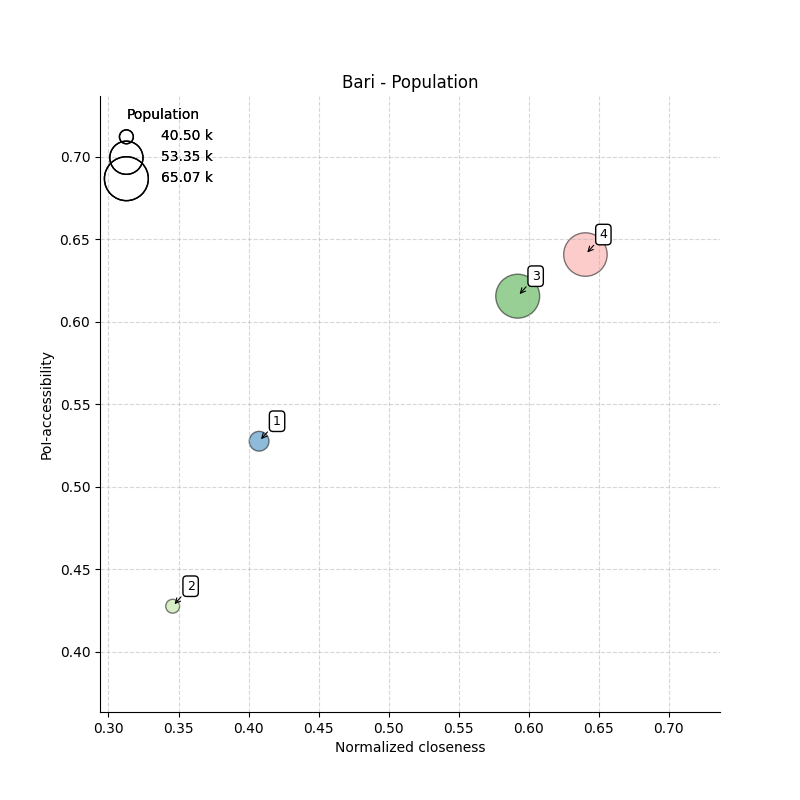 Bari - Population
Population
40.50 k
53.35 k
65.07 k
0.70
0.65
0.60
0.55
0.50
0.45
0.40
PoI-accessibility
4
3
1
2
0.30 0.35 0.40 0.45 0.50 0.55 0.60 0.65 0.70
Normalized closeness